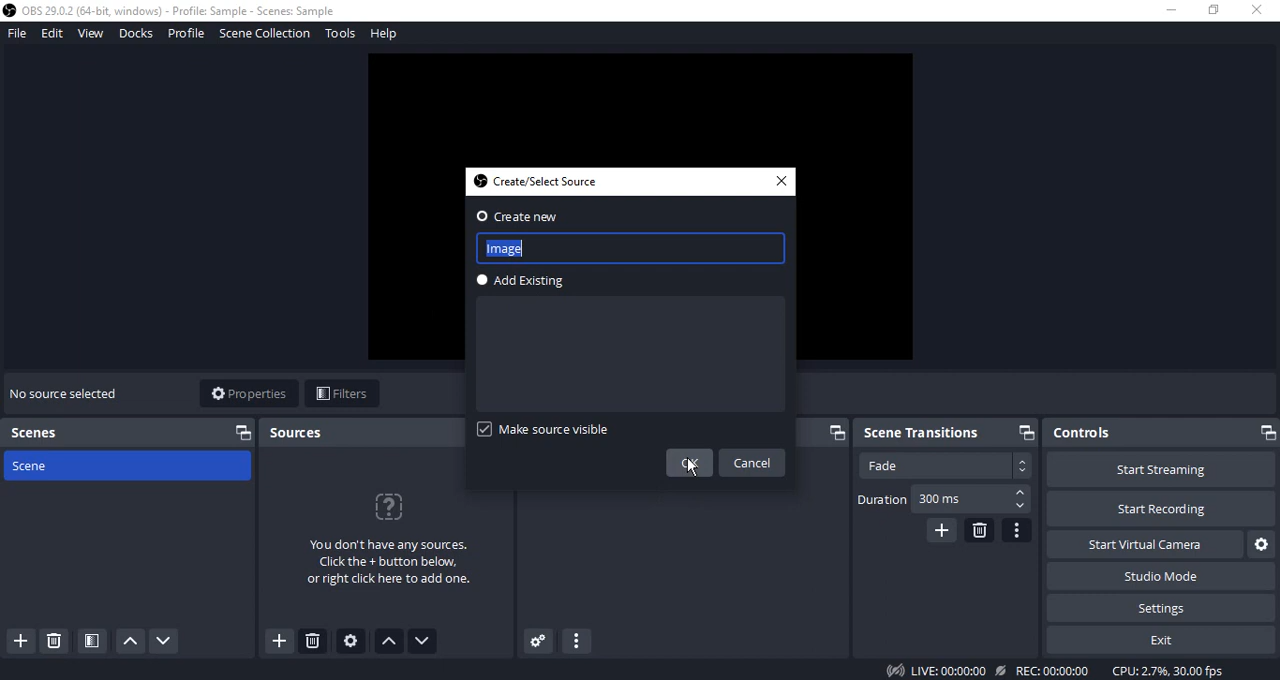 OBS 29.0.2 (64-bit, windows) - Profile: Sample - Scenes: Sample
File Edit View Docks Profile Scene Collection Tools Help
Create/Select Source
Create new
Image
Add Existing
Make source visible
OK Cancel
No source selected
Properties
Filters
Scenes
Scene
Sources
You don't have any sources.
Click the + button below,
or right click here to add one.
Scene Transitions
Fade
Duration 300 ms
Controls
Start Streaming
Start Recording
Start Virtual Camera
Studio Mode
Settings
Exit
LIVE: 00:00:00 REC: 00:00:00 CPU: 2.7%, 30.00 fps